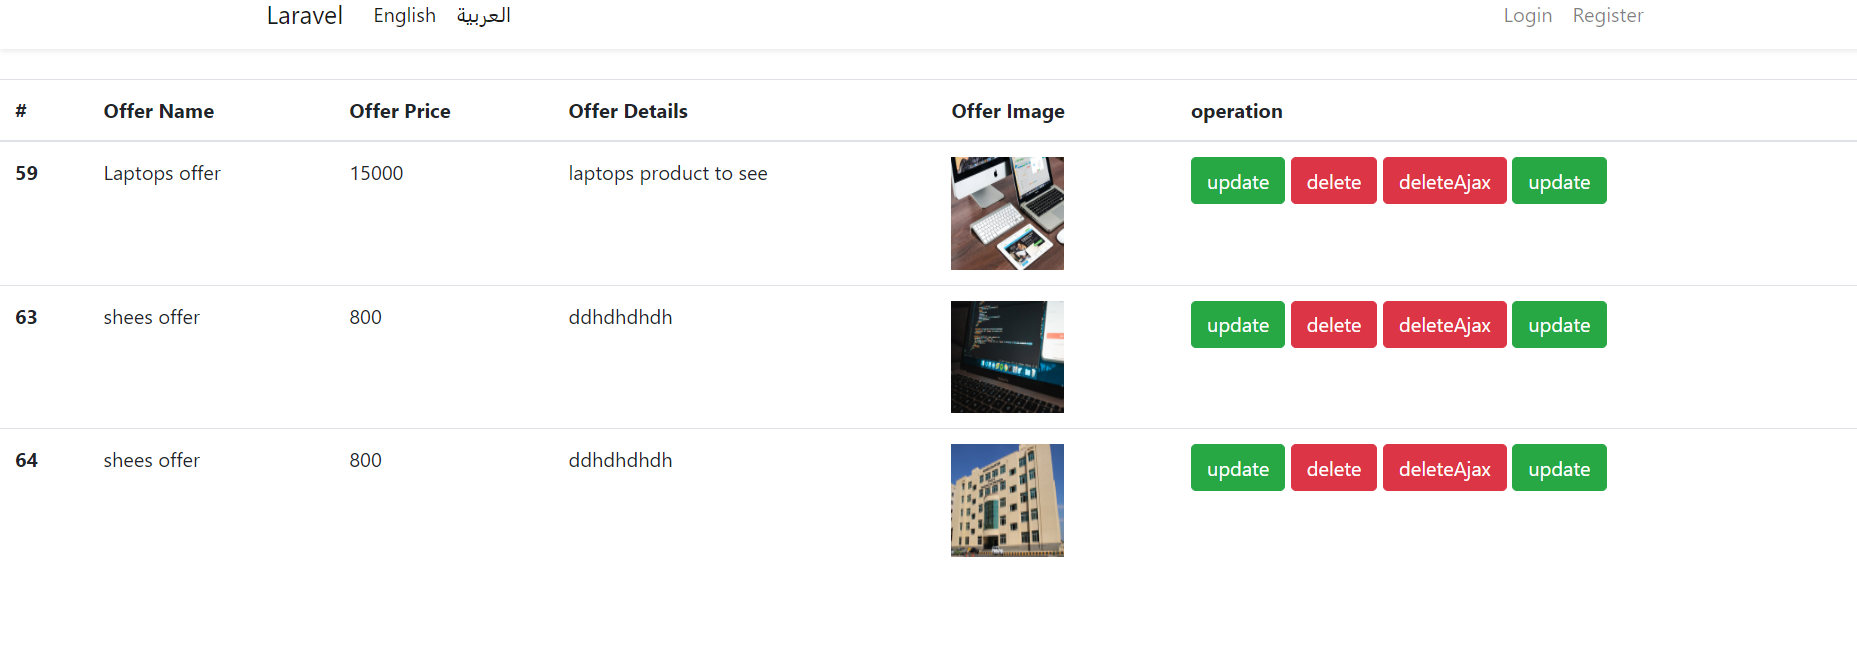 Laravel English العربية Login Register
# Offer Name Offer Price Offer Details Offer Image operation
59 Laptops offer 15000 laptops product to see update delete deleteAjax update
63 shees offer 800 ddhdhdhdh update delete deleteAjax update
64 shees offer 800 ddhdhdhdh update delete deleteAjax update